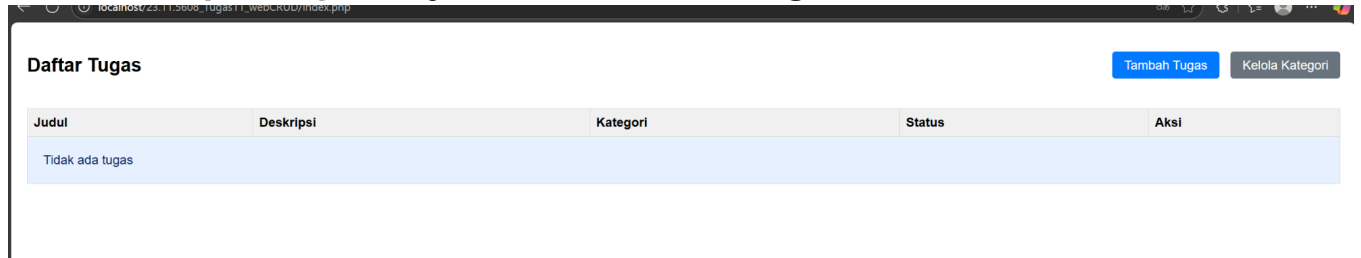 localhost/23.11.5608_Tugas11_webCRUD/index.php
Daftar Tugas
Tambah Tugas Kelola Kategori
Judul Deskripsi Kategori Status Aksi
Tidak ada tugas